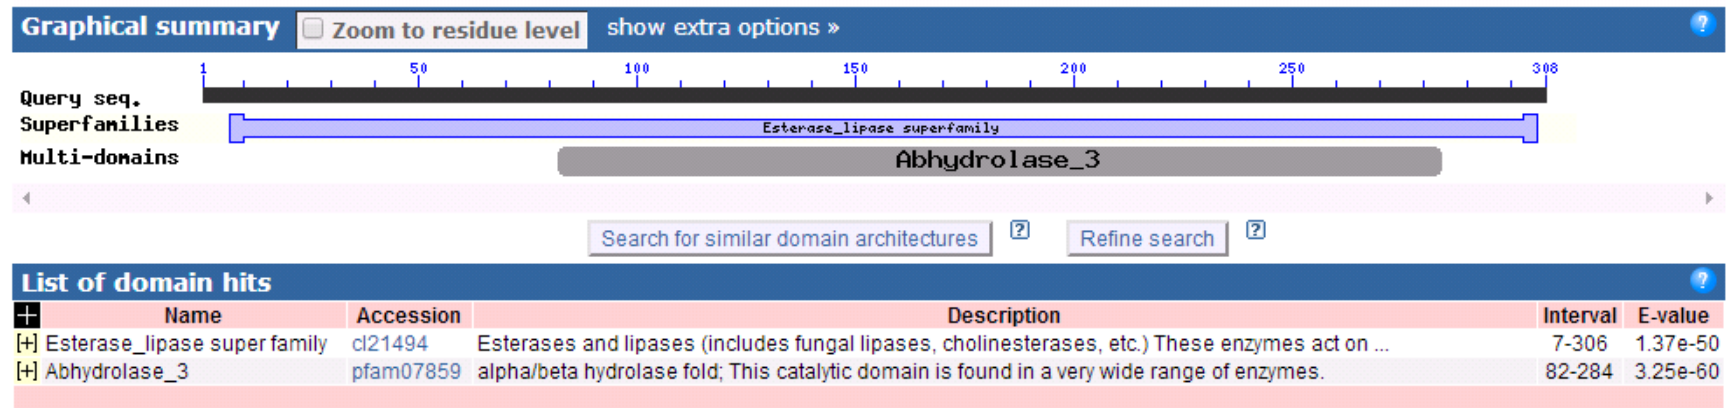 Graphical summary Zoom to residue level show extra options » ?
1 50 100 150 200 250 308
Query seq.
Superfamilies Esterase_lipase superfamily
Multi-domains Abhydrolase_3
Search for similar domain architectures ? Refine search ?
List of domain hits ?
+ Name Accession Description Interval E-value
[+] Esterase_lipase super family cl21494 Esterases and lipases (includes fungal lipases, cholinesterases, etc.) These enzymes act on ... 7-306 1.37e-50
[+] Abhydrolase_3 pfam07859 alpha/beta hydrolase fold; This catalytic domain is found in a very wide range of enzymes. 82-284 3.25e-60